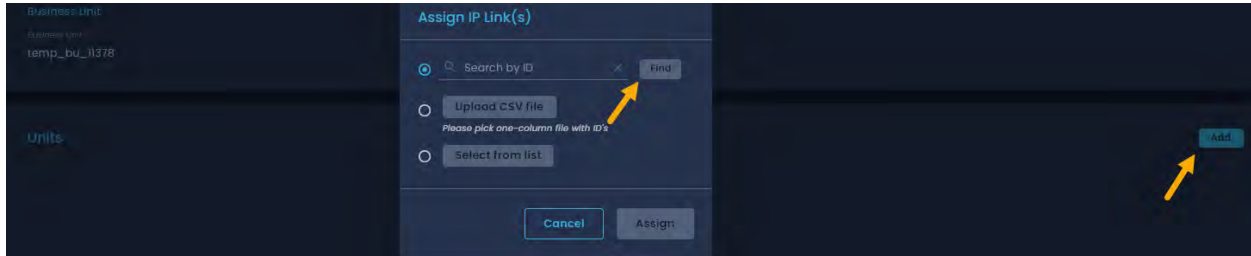 Business Unit
Business Unit
temp_bu_11378
Units
Add
Assign IP Link(s)
Search by ID
Find
Upload CSV file
Please pick one-column file with ID's
Select from list
Cancel
Assign